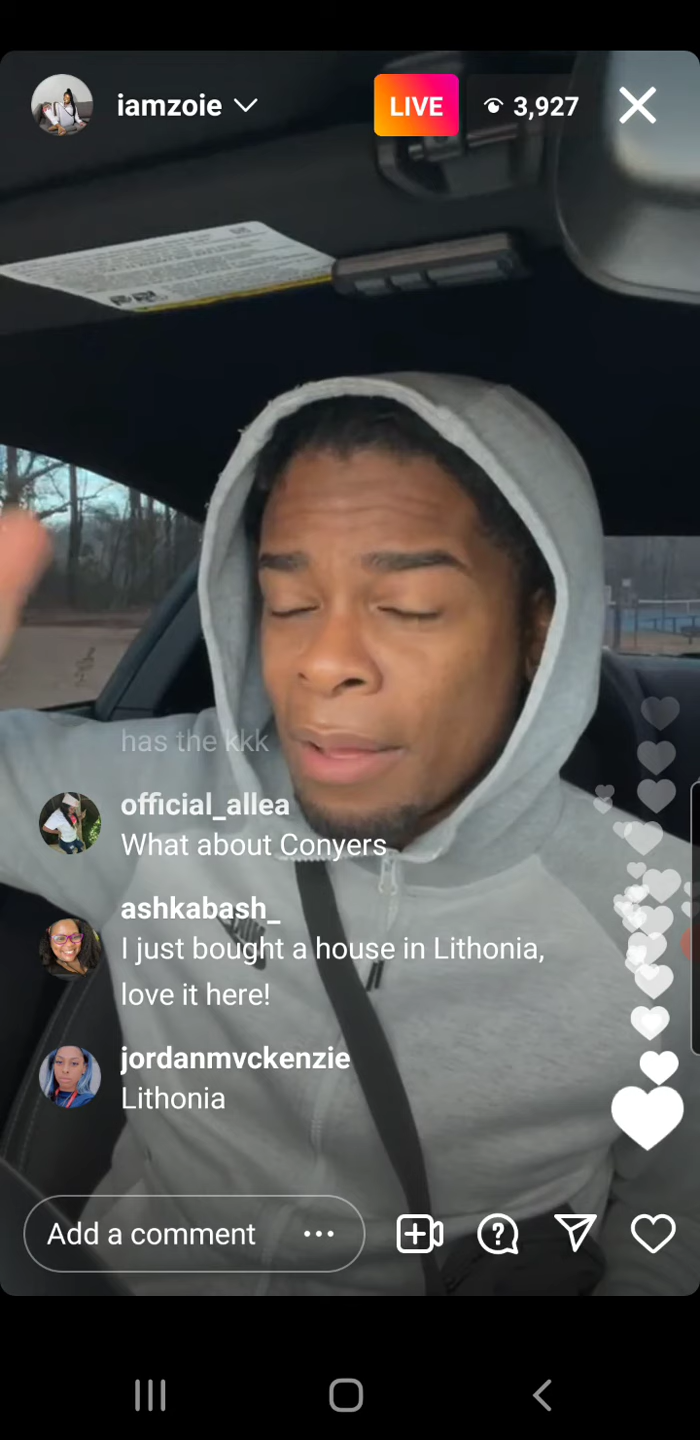 iamzoie
LIVE
3,927
has the kkk
official_allea
What about Conyers
ashkabash_
I just bought a house in Lithonia,
love it here!
jordanmvckenzie
Lithonia
Add a comment